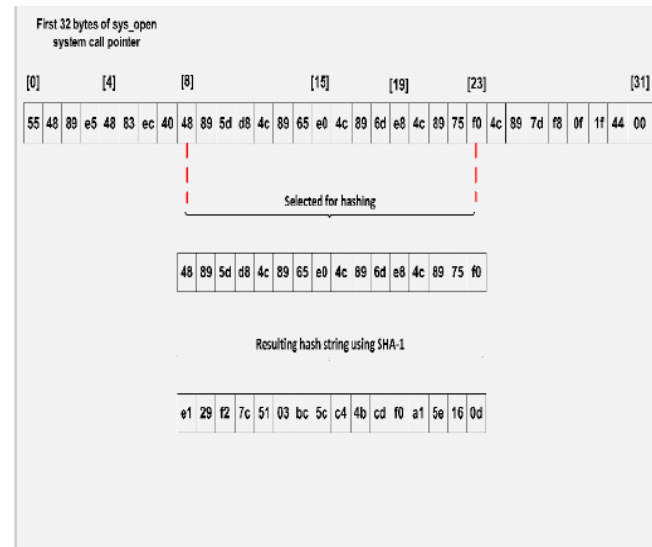 First 32 bytes of sys_open
system call pointer
[0] [4] [8] [15] [19] [23] [31]
55 48 89 e5 48 83 ec 40 48 89 5d d8 4c 89 65 e0 4c 89 6d e8 4c 89 75 f0 4c 89 7d f8 0f 1f 44 00
Selected for hashing
48 89 5d d8 4c 89 65 e0 4c 89 6d e8 4c 89 75 f0
Resulting hash string using SHA-1
e1 29 f2 7c 51 03 bc 5c c4 4b cd f0 a1 5e 16 0d